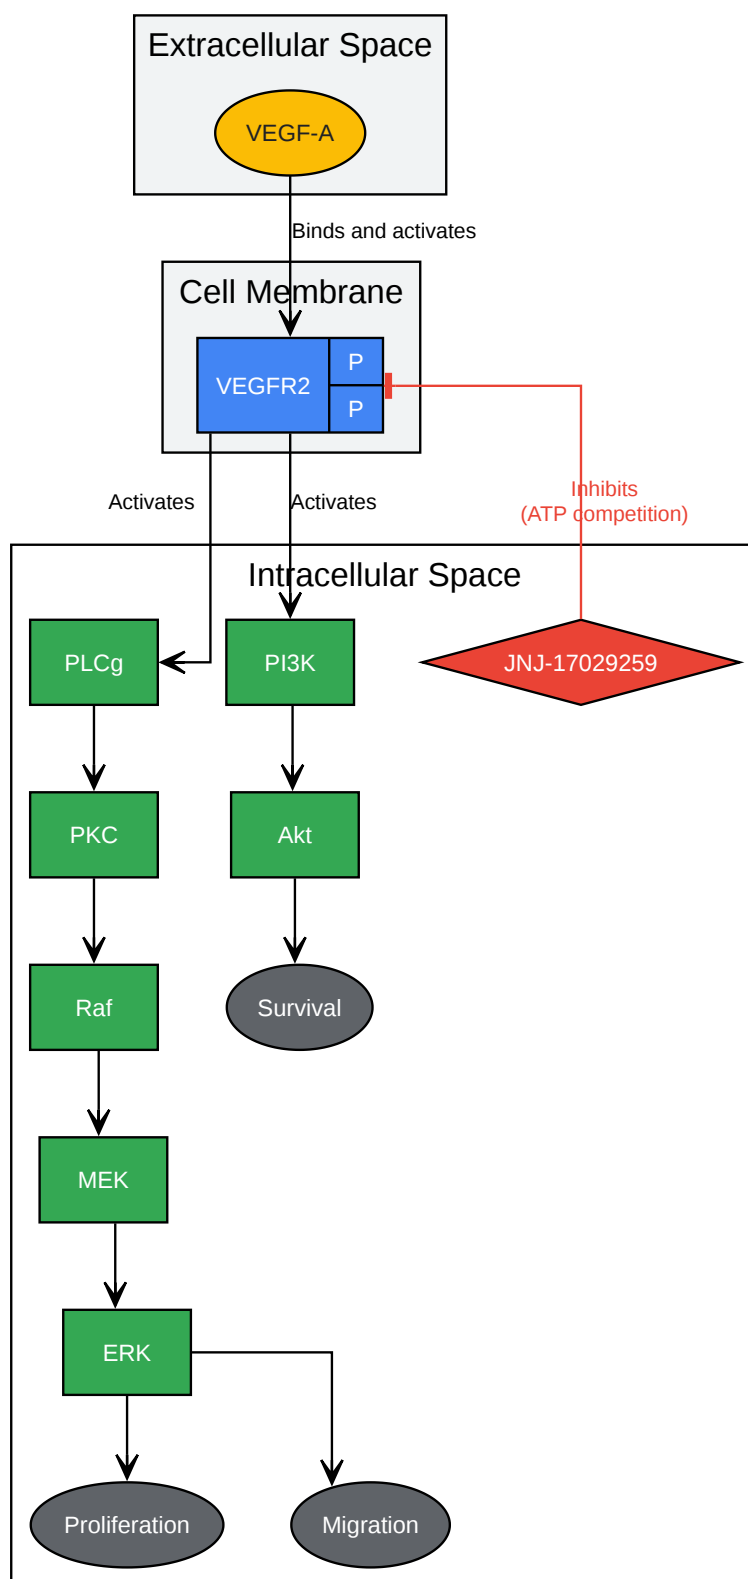 Extracellular Space
VEGF-A
Binds and activates
Cell Membrane
VEGFR2
P
P
Activates
Activates
Inhibits
(ATP competition)
Intracellular Space
PLCg
PI3K
JNJ-17029259
PKC
Akt
Raf
Survival
MEK
ERK
Proliferation
Migration